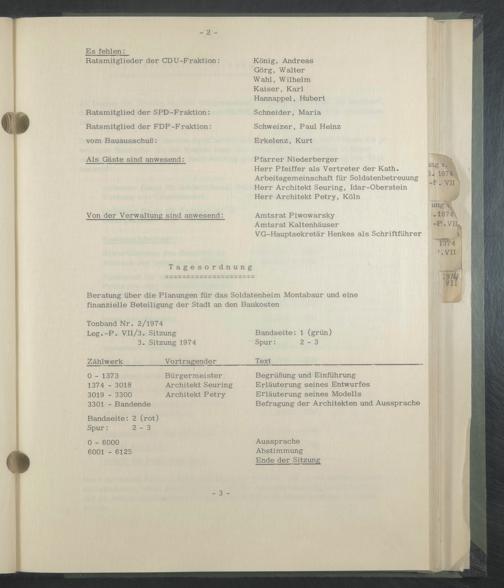 - 2 -
Es fehlen:
Ratsmitglieder der CDU-Fraktion: König, Andreas
Görg, Walter
Wahl, Wilhelm
Kaiser, Karl
Hannappel, Hubert
Ratsmitglied der SPD-Fraktion: Schneider, Maria
Ratsmitglied der FDP-Fraktion: Schweizer, Paul Heinz
vom Bauausschuß: Erkelenz, Kurt
Als Gäste sind anwesend: Pfarrer Niederberger
Herr Pfeiffer als Vertreter der Kath.
Arbeitsgemeinschaft für Soldatenbetreuung
Herr Architekt Seuring, Idar-Oberstein
Herr Architekt Petry, Köln
Von der Verwaltung sind anwesend: Amtsrat Piwowarsky
Amtsrat Kaltenhäuser
VG-Hauptsekretär Henkes als Schriftführer
Tagesordnung
Beratung über die Planungen für das Soldatenheim Montabaur und eine
finanzielle Beteiligung der Stadt an den Baukosten
Tonband Nr. 2/1974
Leg.-P. VII/3. Sitzung Bandseite: 1 (grün)
3. Sitzung 1974 Spur: 2 - 3
Zählwerk Vortragender Text
0 - 1373 Bürgermeister Begrüßung und Einführung
1374 - 3018 Architekt Seuring Erläuterung seines Entwurfes
3019 - 3300 Architekt Petry Erläuterung seines Modells
3301 - Bandende Befragung der Architekten und Aussprache
Bandseite: 2 (rot)
Spur: 2 - 3
0 - 6000 Aussprache
6001 - 6125 Abstimmung
Ende der Sitzung
- 3 -
1974
VII
1974
VII
1974
VII